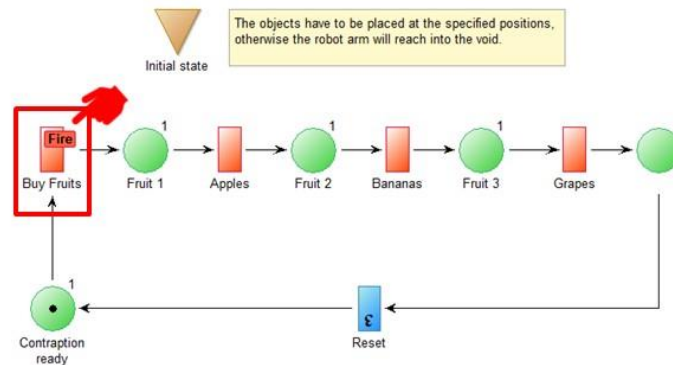 The objects have to be placed at the specified positions,
otherwise the robot arm will reach into the void.
Initial state
Fire
1
1
1
Buy Fruits
Fruit 1
Apples
Fruit 2
Bananas
Fruit 3
Grapes
1
ε
Contraption
ready
Reset